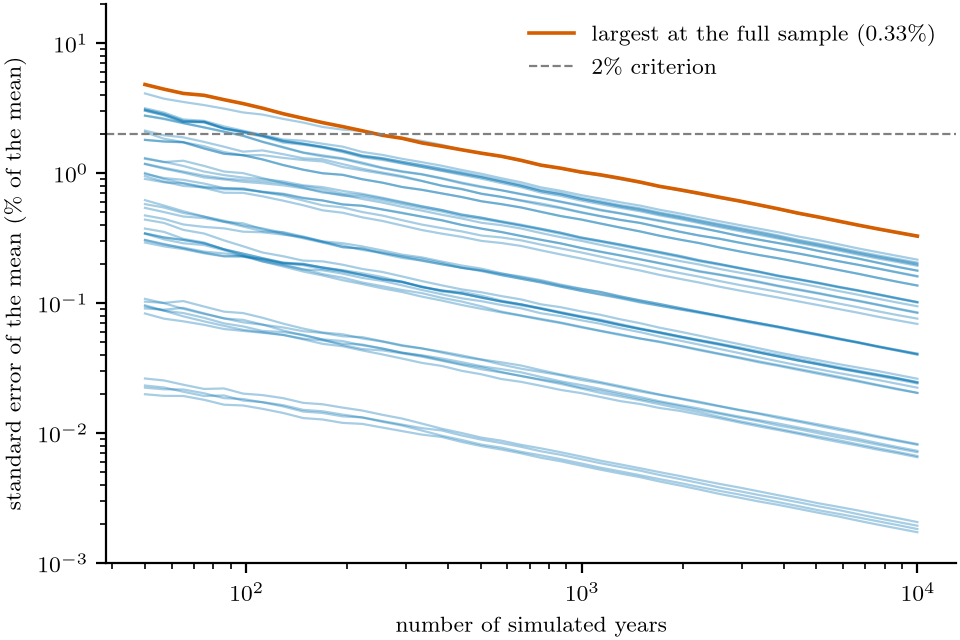 standard error of the mean (% of the mean)
10¹
10⁰
10⁻¹
10⁻²
10⁻³
largest at the full sample (0.33%)
2% criterion
10²
10³
10⁴
number of simulated years